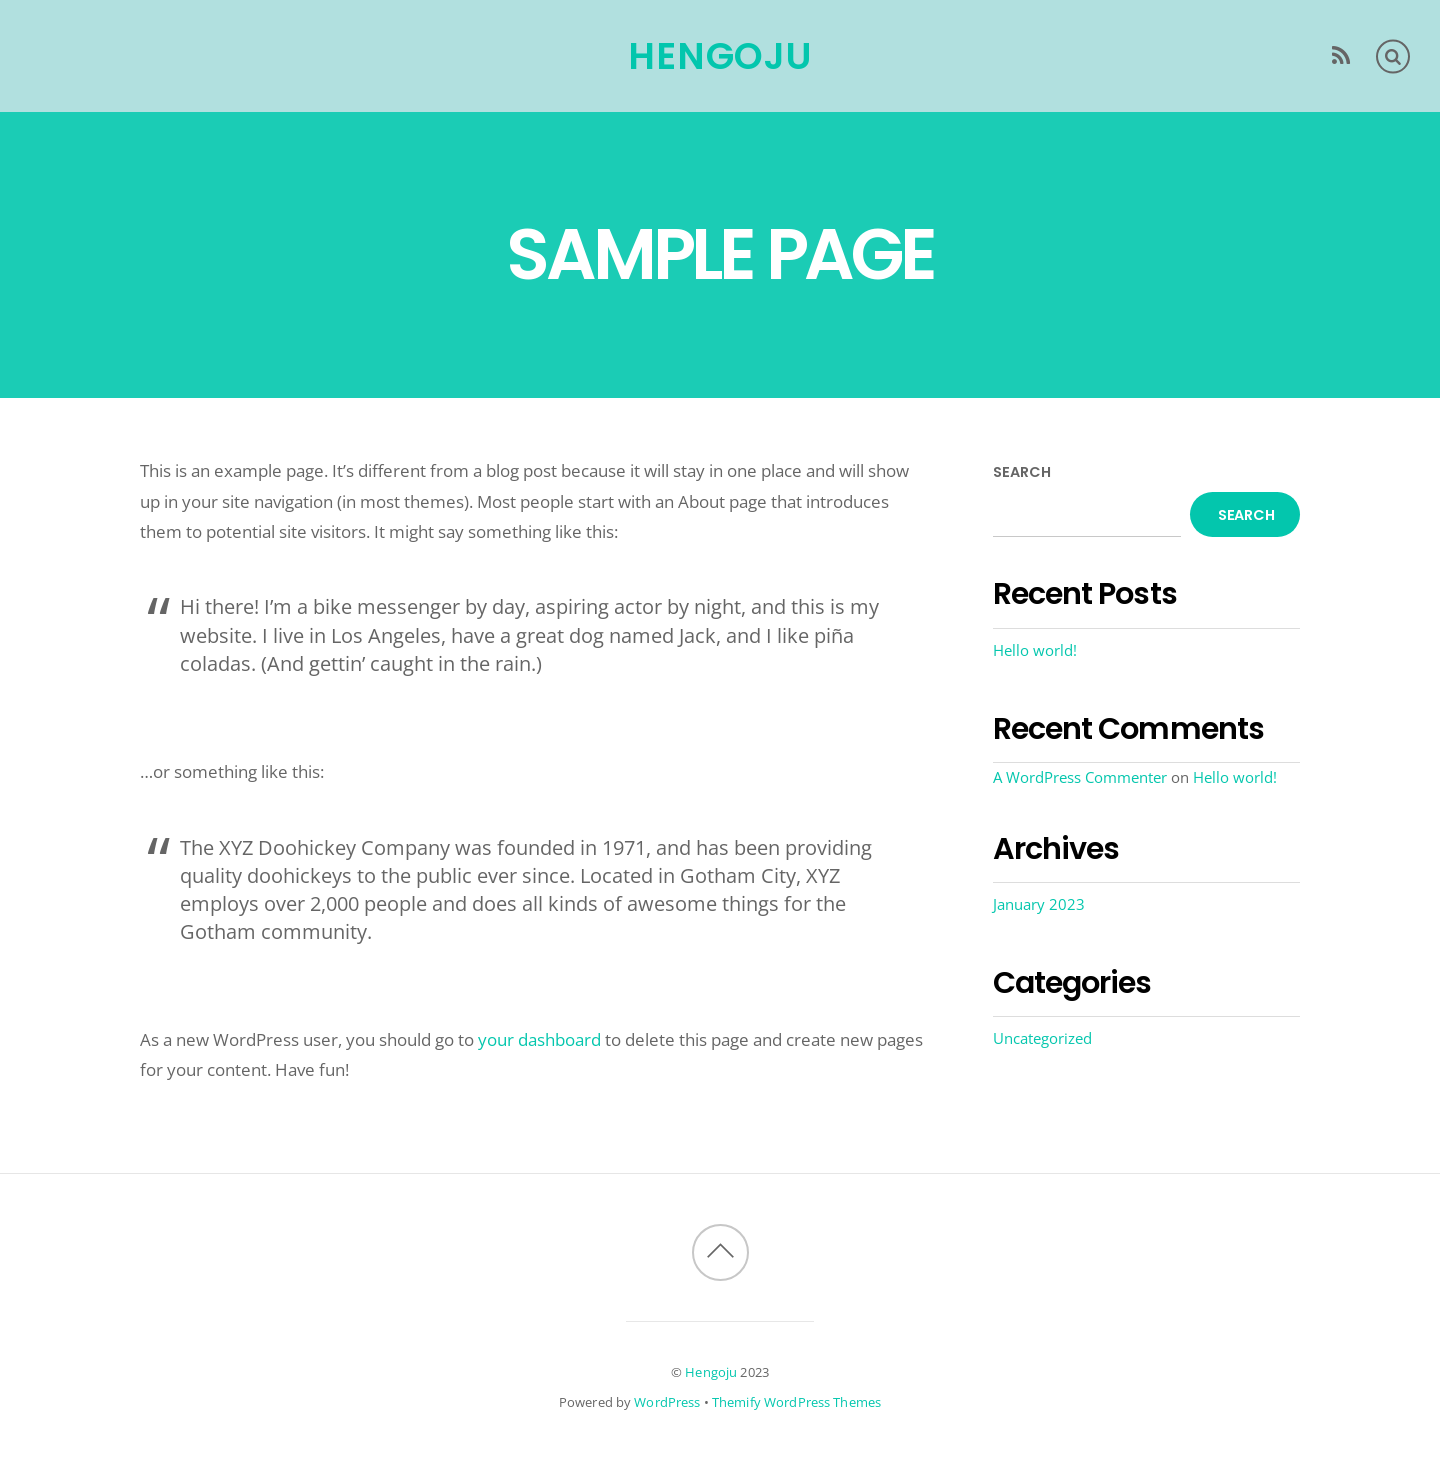 HENGOJU
SAMPLE PAGE
This is an example page. It’s different from a blog post because it will stay in one place and will show
up in your site navigation (in most themes). Most people start with an About page that introduces
them to potential site visitors. It might say something like this:
“ Hi there! I’m a bike messenger by day, aspiring actor by night, and this is my
website. I live in Los Angeles, have a great dog named Jack, and I like piña
coladas. (And gettin’ caught in the rain.)
…or something like this:
“ The XYZ Doohickey Company was founded in 1971, and has been providing
quality doohickeys to the public ever since. Located in Gotham City, XYZ
employs over 2,000 people and does all kinds of awesome things for the
Gotham community.
As a new WordPress user, you should go to your dashboard to delete this page and create new pages
for your content. Have fun!
SEARCH
SEARCH
Recent Posts
Hello world!
Recent Comments
A WordPress Commenter on Hello world!
Archives
January 2023
Categories
Uncategorized
© Hengoju 2023
Powered by WordPress • Themify WordPress Themes